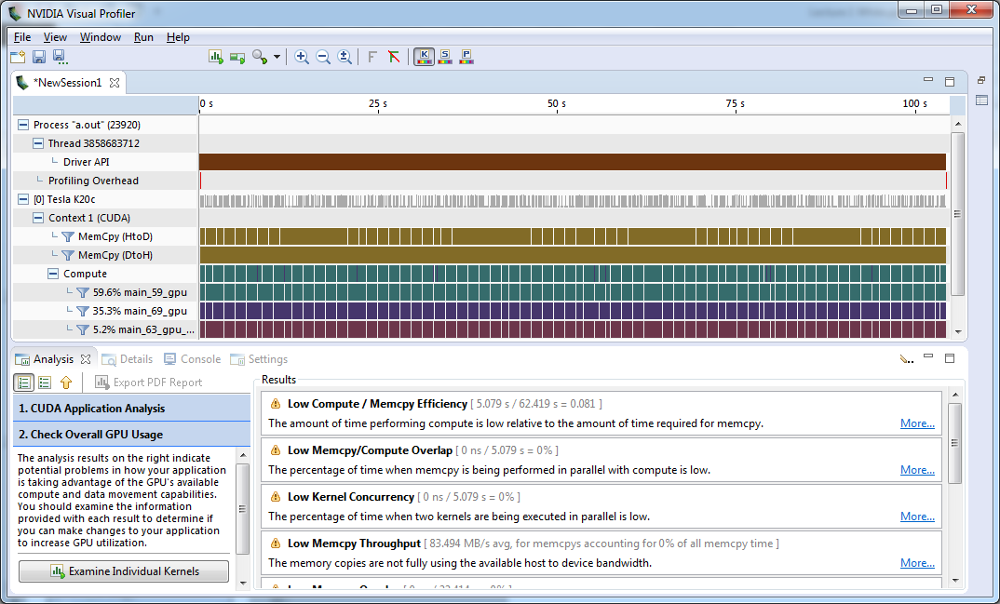 NVIDIA Visual Profiler
File View Window Run Help
F K S P
*NewSession1
0 s 25 s 50 s 75 s 100 s
Process "a.out" (23920)
Thread 3858683712
Driver API
Profiling Overhead
[0] Tesla K20c
Context 1 (CUDA)
MemCpy (HtoD)
MemCpy (DtoH)
Compute
59.6% main_59_gpu
35.3% main_69_gpu
5.2% main_63_gpu_...
Analysis Details Console Settings
Export PDF Report
1. CUDA Application Analysis
2. Check Overall GPU Usage
The analysis results on the right indicate
potential problems in how your application
is taking advantage of the GPU's available
compute and data movement capabilities.
You should examine the information
provided with each result to determine if
you can make changes to your application
to increase GPU utilization.
Examine Individual Kernels
Results
Low Compute / Memcpy Efficiency [ 5.079 s / 62.419 s = 0.081 ]
The amount of time performing compute is low relative to the amount of time required for memcpy. More...
Low Memcpy/Compute Overlap [ 0 ns / 5.079 s = 0% ]
The percentage of time when memcpy is being performed in parallel with compute is low. More...
Low Kernel Concurrency [ 0 ns / 5.079 s = 0% ]
The percentage of time when two kernels are being executed in parallel is low. More...
Low Memcpy Throughput [ 83.494 MB/s avg, for memcpys accounting for 0% of all memcpy time ]
The memory copies are not fully using the available host to device bandwidth. More...